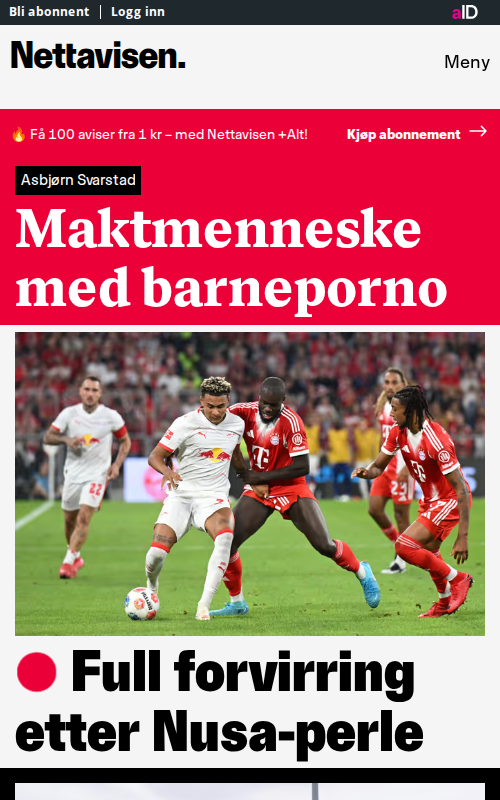 Bli abonnent | Logg inn
aID
Nettavisen.
Meny
🔥 Få 100 aviser fra 1 kr – med Nettavisen +Alt!
Kjøp abonnement →
Asbjørn Svarstad
Maktmenneske
med barneporno
22
T
Full forvirring
etter Nusa-perle